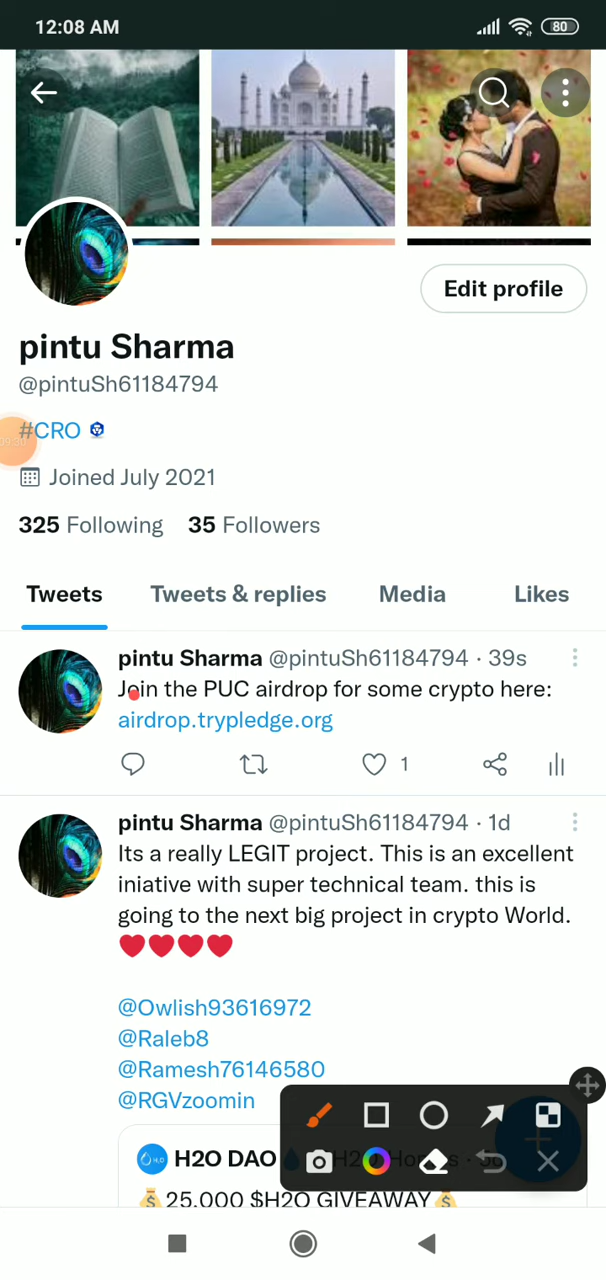 12:08 AM
80
Edit profile
pintu Sharma
@pintuSh61184794
#CRO
Joined July 2021
325 Following 35 Followers
Tweets Tweets & replies Media Likes
pintu Sharma @pintuSh61184794 · 39s
Join the PUC airdrop for some crypto here:
airdrop.trypledge.org
1
pintu Sharma @pintuSh61184794 · 1d
Its a really LEGIT project. This is an excellent
iniative with super technical team. this is
going to the next big project in crypto World.
❤️❤️❤️❤️
@Owlish93616972
@Raleb8
@Ramesh76146580
@RGVzoomin
H2O DAO
💰25,000 $H2O GIVEAWAY💰